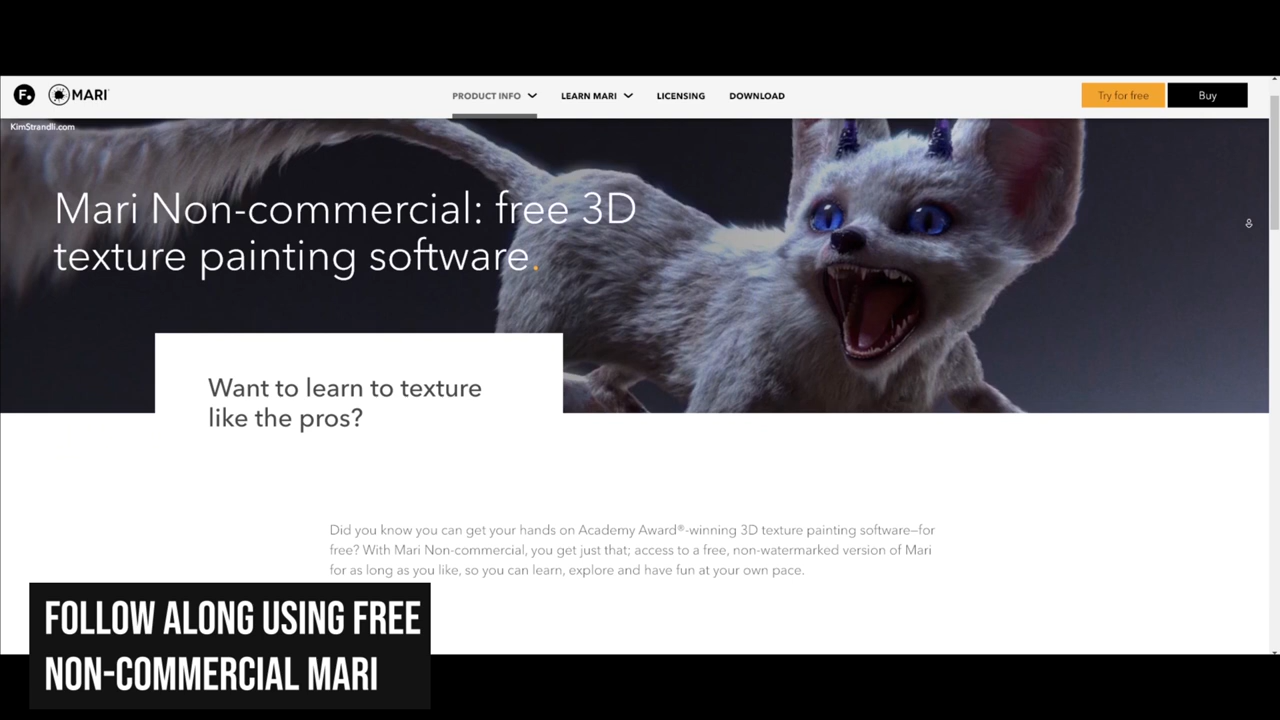 F.
MARI
PRODUCT INFO
LEARN MARI
LICENSING
DOWNLOAD
Try for free
Buy
KimStrandli.com
Mari Non-commercial: free 3D
texture painting software.
Want to learn to texture
like the pros?
Did you know you can get your hands on Academy Award®-winning 3D texture painting software—for
free? With Mari Non-commercial, you get just that; access to a free, non-watermarked version of Mari
for as long as you like, so you can learn, explore and have fun at your own pace.
FOLLOW ALONG USING FREE
NON-COMMERCIAL MARI